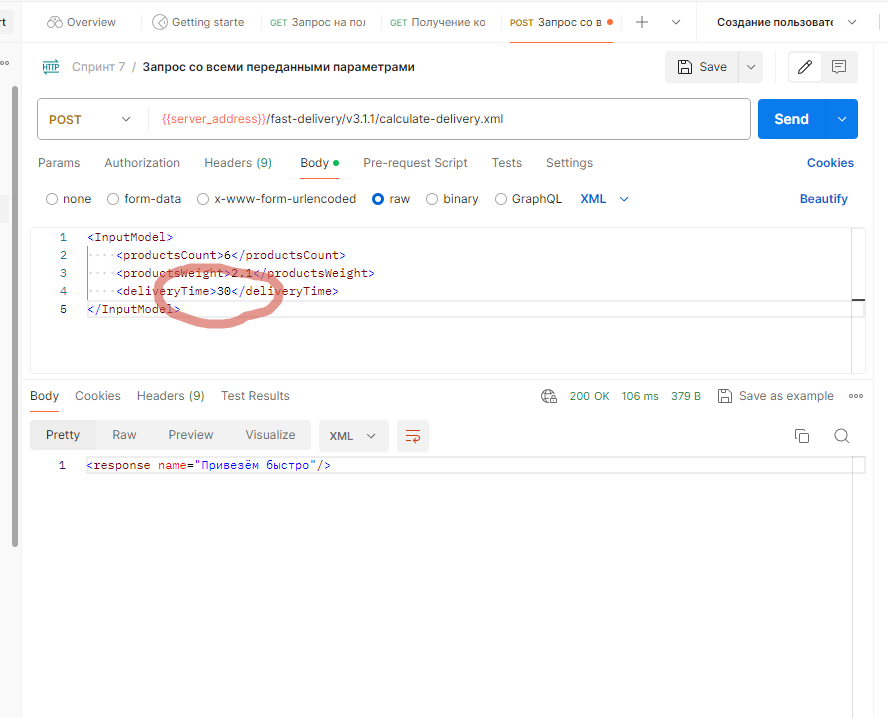 rt Overview Getting starte GET Запрос на пол GET Получение ко POST Запрос со в Создание пользовате
HTTP Спринт 7 / Запрос со всеми переданными параметрами Save
POST {{server_address}}/fast-delivery/v3.1.1/calculate-delivery.xml Send
Params Authorization Headers (9) Body Pre-request Script Tests Settings Cookies
none form-data x-www-form-urlencoded raw binary GraphQL XML Beautify
1 <InputModel>
2 <productsCount>6</productsCount>
3 <productsWeight>2.1</productsWeight>
4 <deliveryTime>30</deliveryTime>
5 </InputModel>
Body Cookies Headers (9) Test Results 200 OK 106 ms 379 B Save as example
Pretty Raw Preview Visualize XML
1 <response name="Привезём быстро"/>